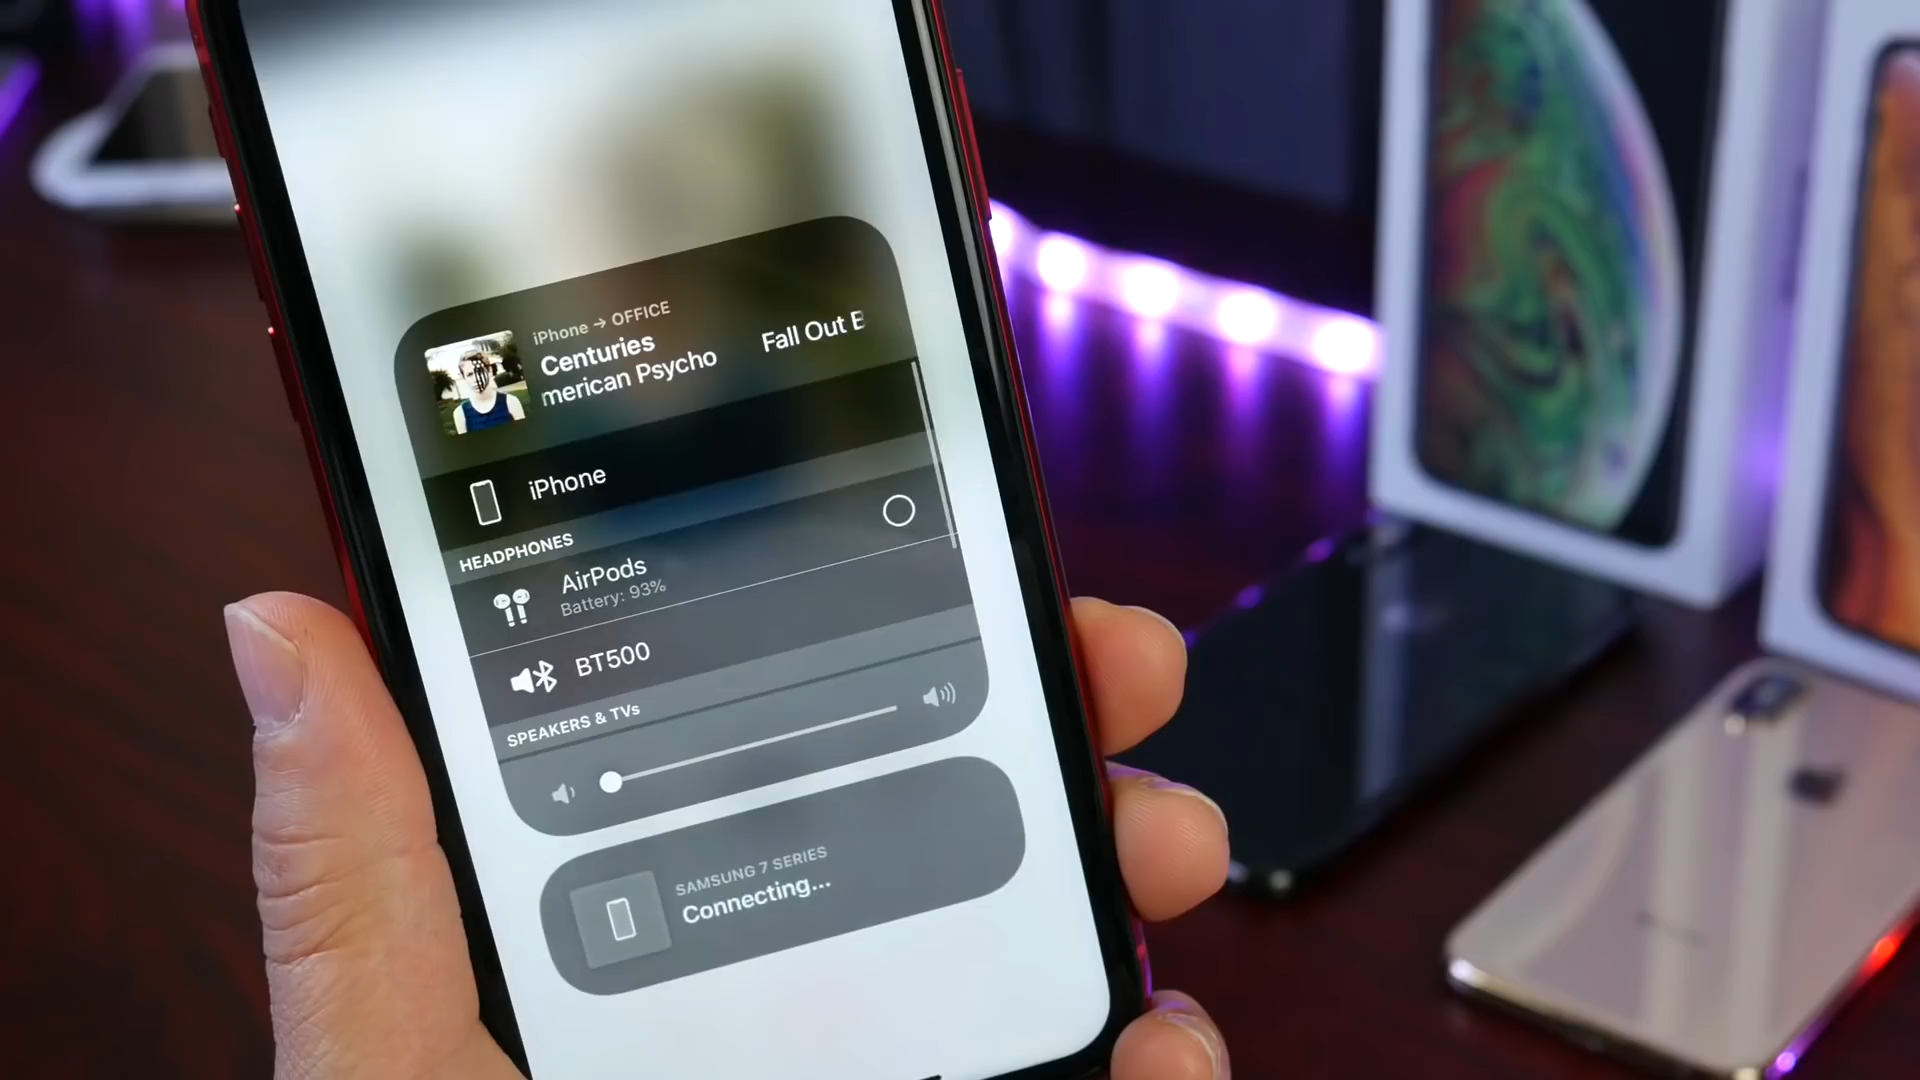 iPhone → OFFICE
Centuries
merican Psycho Fall Out B
iPhone
HEADPHONES
AirPods
Battery: 93%
BT500
SPEAKERS & TVs
SAMSUNG 7 SERIES
Connecting...